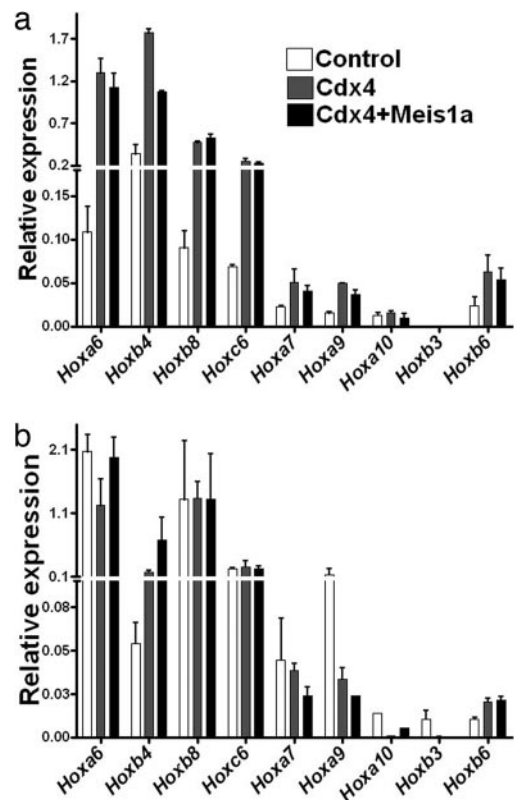 a
Relative expression
1.7
1.2
0.7
0.2
0.15
0.10
0.05
0.00
Control
Cdx4
Cdx4+Meis1a
Hoxa6
Hoxb4
Hoxb8
Hoxc6
Hoxa7
Hoxa9
Hoxa10
Hoxb3
Hoxb6
b
Relative expression
2.1
1.1
0.1
0.08
0.05
0.03
0.00
Hoxa6
Hoxb4
Hoxb8
Hoxc6
Hoxa7
Hoxa9
Hoxa10
Hoxb3
Hoxb6